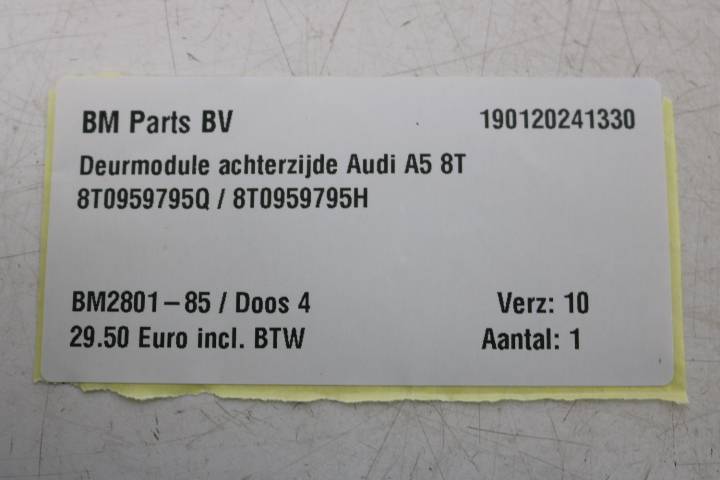 BM Parts BV 190120241330
Deurmodule achterzijde Audi A5 8T
8T0959795Q / 8T0959795H
BM2801-85 / Doos 4 Verz: 10
29.50 Euro incl. BTW Aantal: 1